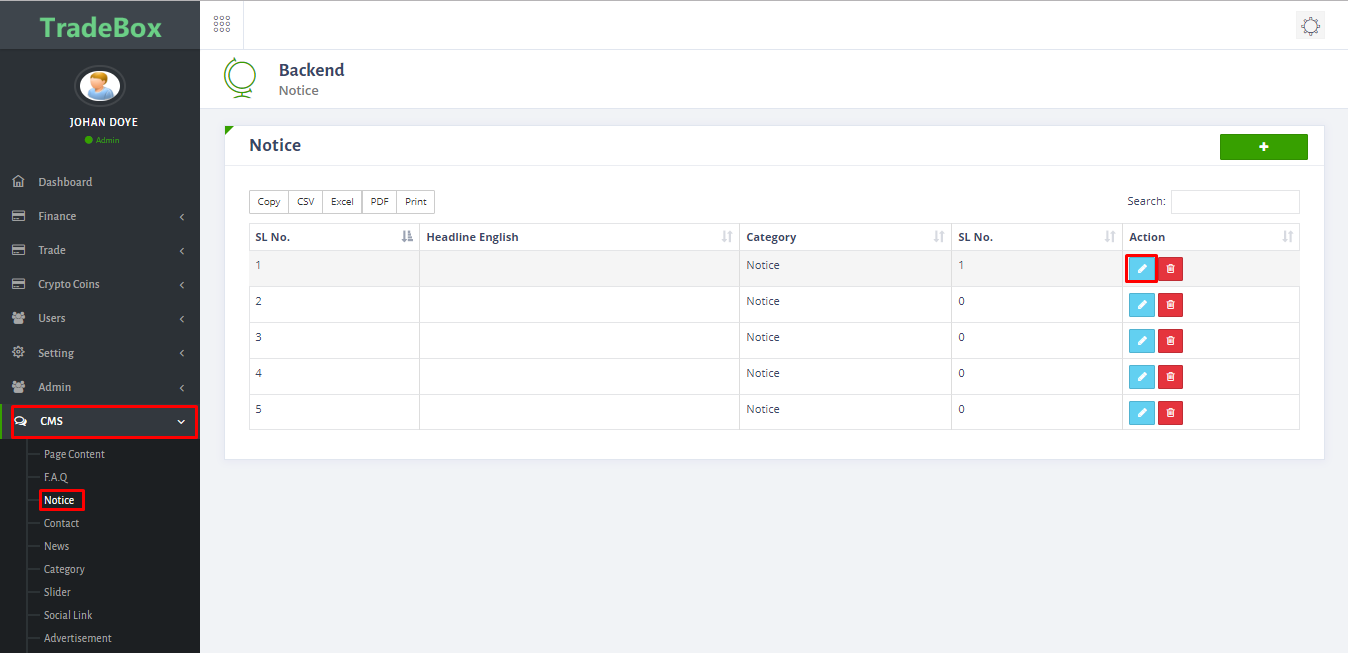 TradeBox
JOHAN DOYE
Admin
Dashboard
Finance
Trade
Crypto Coins
Users
Setting
Admin
CMS
Page Content
F.A.Q
Notice
Contact
News
Category
Slider
Social Link
Advertisement
Backend
Notice
Notice
Copy CSV Excel PDF Print
Search:
SL No. Headline English Category SL No. Action
1 Notice 1
2 Notice 0
3 Notice 0
4 Notice 0
5 Notice 0